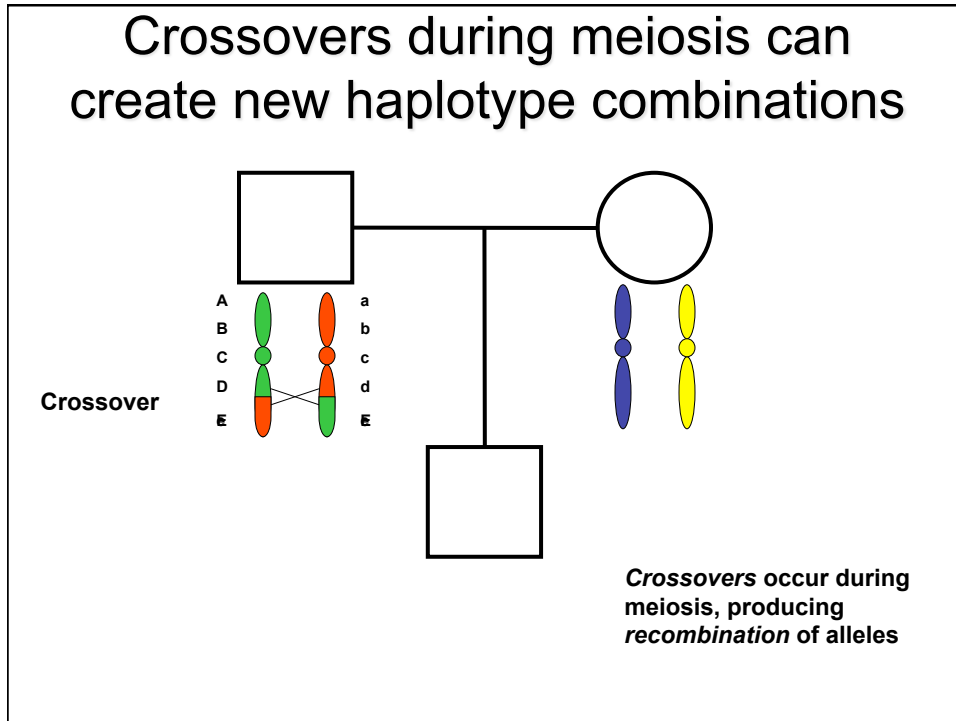 Crossovers during meiosis can
create new haplotype combinations
A a
B b
C c
D d
Crossover
Crossovers occur during
meiosis, producing
recombination of alleles